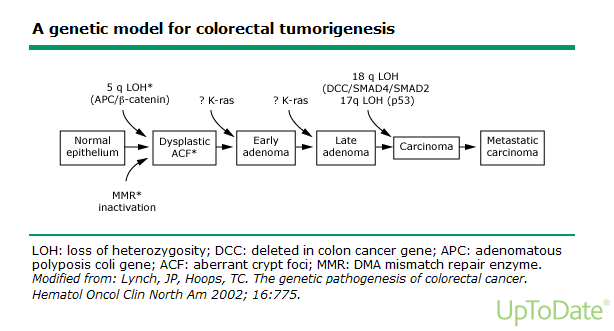 A genetic model for colorectal tumorigenesis
5 q LOH*
(APC/β-catenin)
? K-ras
? K-ras
18 q LOH
(DCC/SMAD4/SMAD2
17q LOH (p53)
Normal
epithelium
Dysplastic
ACF*
Early
adenoma
Late
adenoma
Carcinoma
Metastatic
carcinoma
MMR*
inactivation
LOH: loss of heterozygosity; DCC: deleted in colon cancer gene; APC: adenomatous
polyposis coli gene; ACF: aberrant crypt foci; MMR: DMA mismatch repair enzyme.
Modified from: Lynch, JP, Hoops, TC. The genetic pathogenesis of colorectal cancer.
Hematol Oncol Clin North Am 2002; 16:775.
UpToDate®